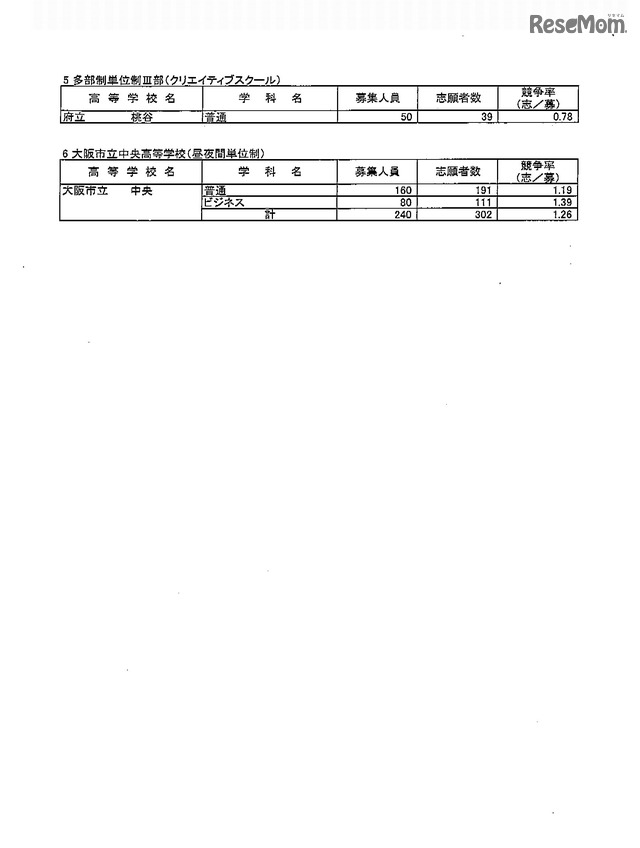 リセマム
ReseMom.
5 多部制単位制Ⅲ部(クリエイティブスクール)
高等学校名 学科名 募集人員 志願者数 競争率(志/募)
府立 桃谷 普通 50 39 0.78
6 大阪市立中央高等学校(昼夜間単位制)
高等学校名 学科名 募集人員 志願者数 競争率(志/募)
大阪市立 中央 普通 160 191 1.19
ビジネス 80 111 1.39
計 240 302 1.26